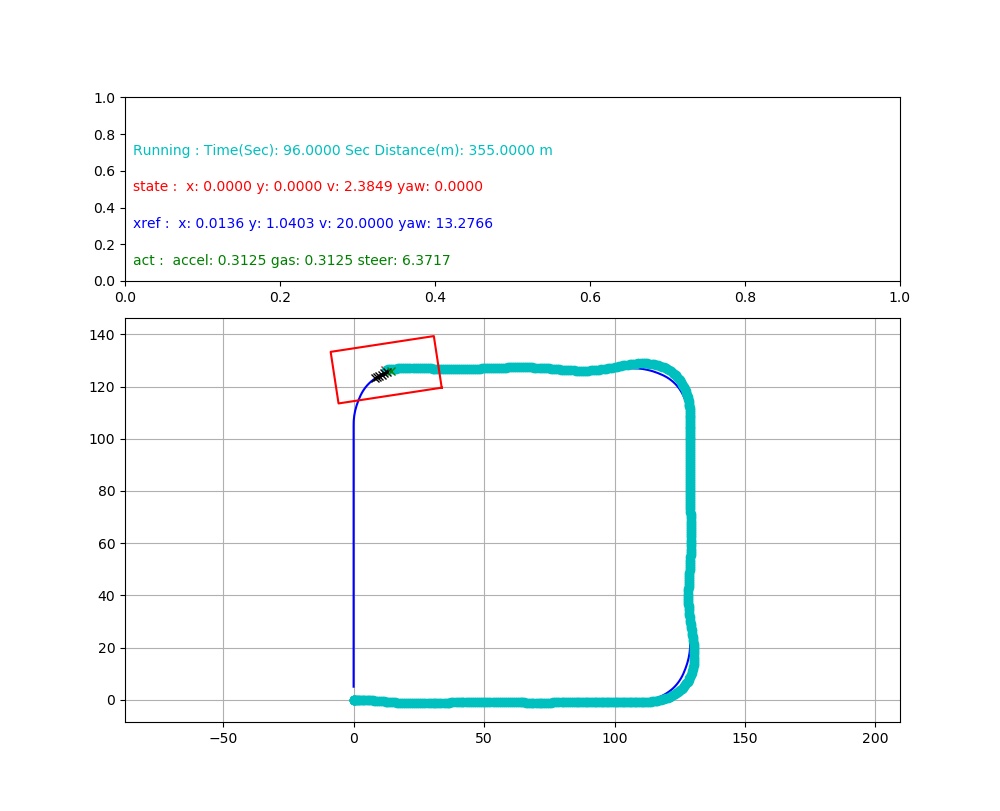 1.0
0.8
Running : Time(Sec): 96.0000 Sec Distance(m): 355.0000 m
0.6
state :  x: 0.0000 y: 0.0000 v: 2.3849 yaw: 0.0000
0.4
xref :  x: 0.0136 y: 1.0403 v: 20.0000 yaw: 13.2766
0.2
act :  accel: 0.3125 gas: 0.3125 steer: 6.3717
0.0
0.0 0.2 0.4 0.6 0.8 1.0
140
120
100
80
60
40
20
0
−50 0 50 100 150 200